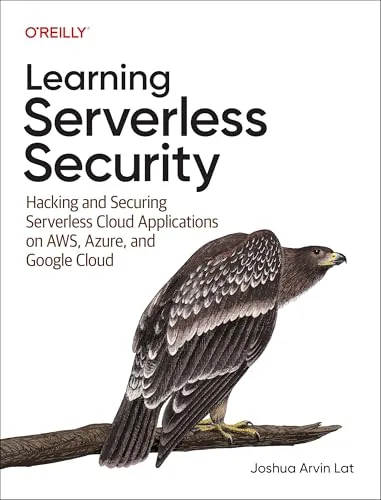 O'REILLY®
Learning
Serverless
Security
Hacking and Securing
Serverless Cloud Applications
on AWS, Azure, and
Google Cloud
Joshua Arvin Lat